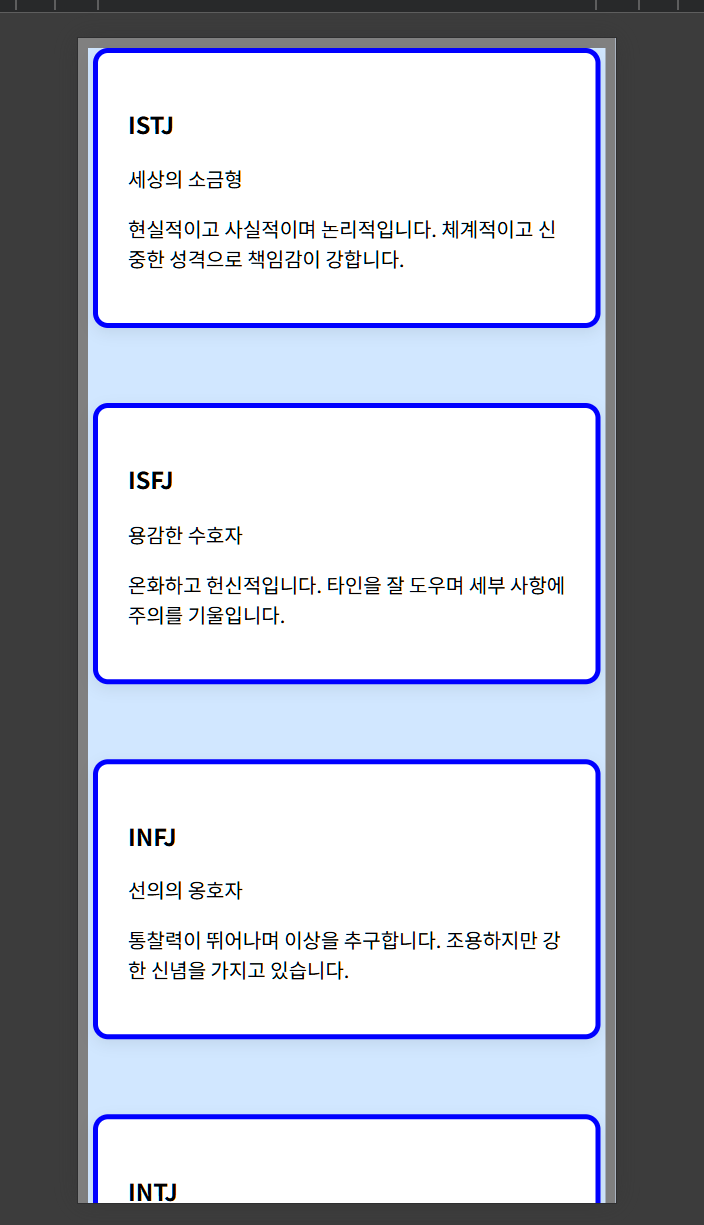 ISTJ
세상의 소금형
현실적이고 사실적이며 논리적입니다. 체계적이고 신
중한 성격으로 책임감이 강합니다.
ISFJ
용감한 수호자
온화하고 헌신적입니다. 타인을 잘 도우며 세부 사항에
주의를 기울입니다.
INFJ
선의의 옹호자
통찰력이 뛰어나며 이상을 추구합니다. 조용하지만 강
한 신념을 가지고 있습니다.
INTJ